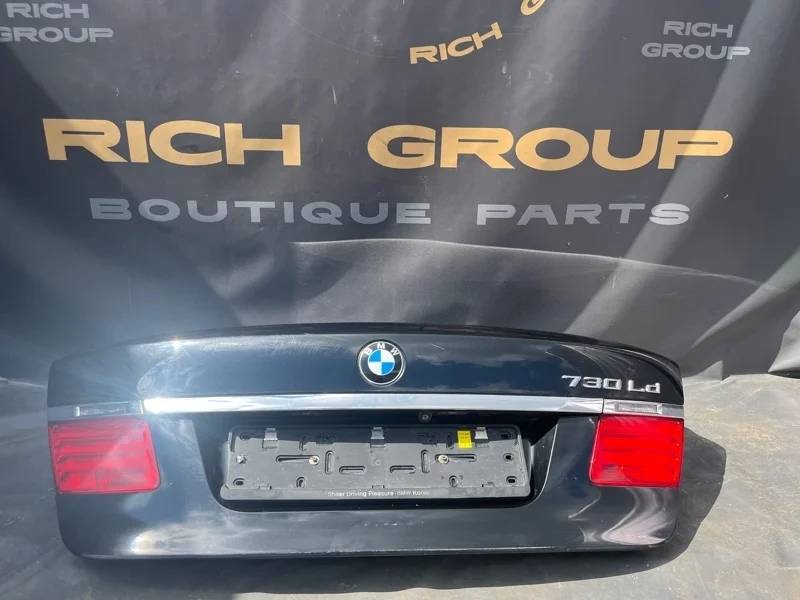 RICH
GROUP
RICH G
RICH
GROUP
RICH GROUP
BOUTIQUE PARTS
BMW
730Ld
Sheer Driving Pleasure - BMW Korea